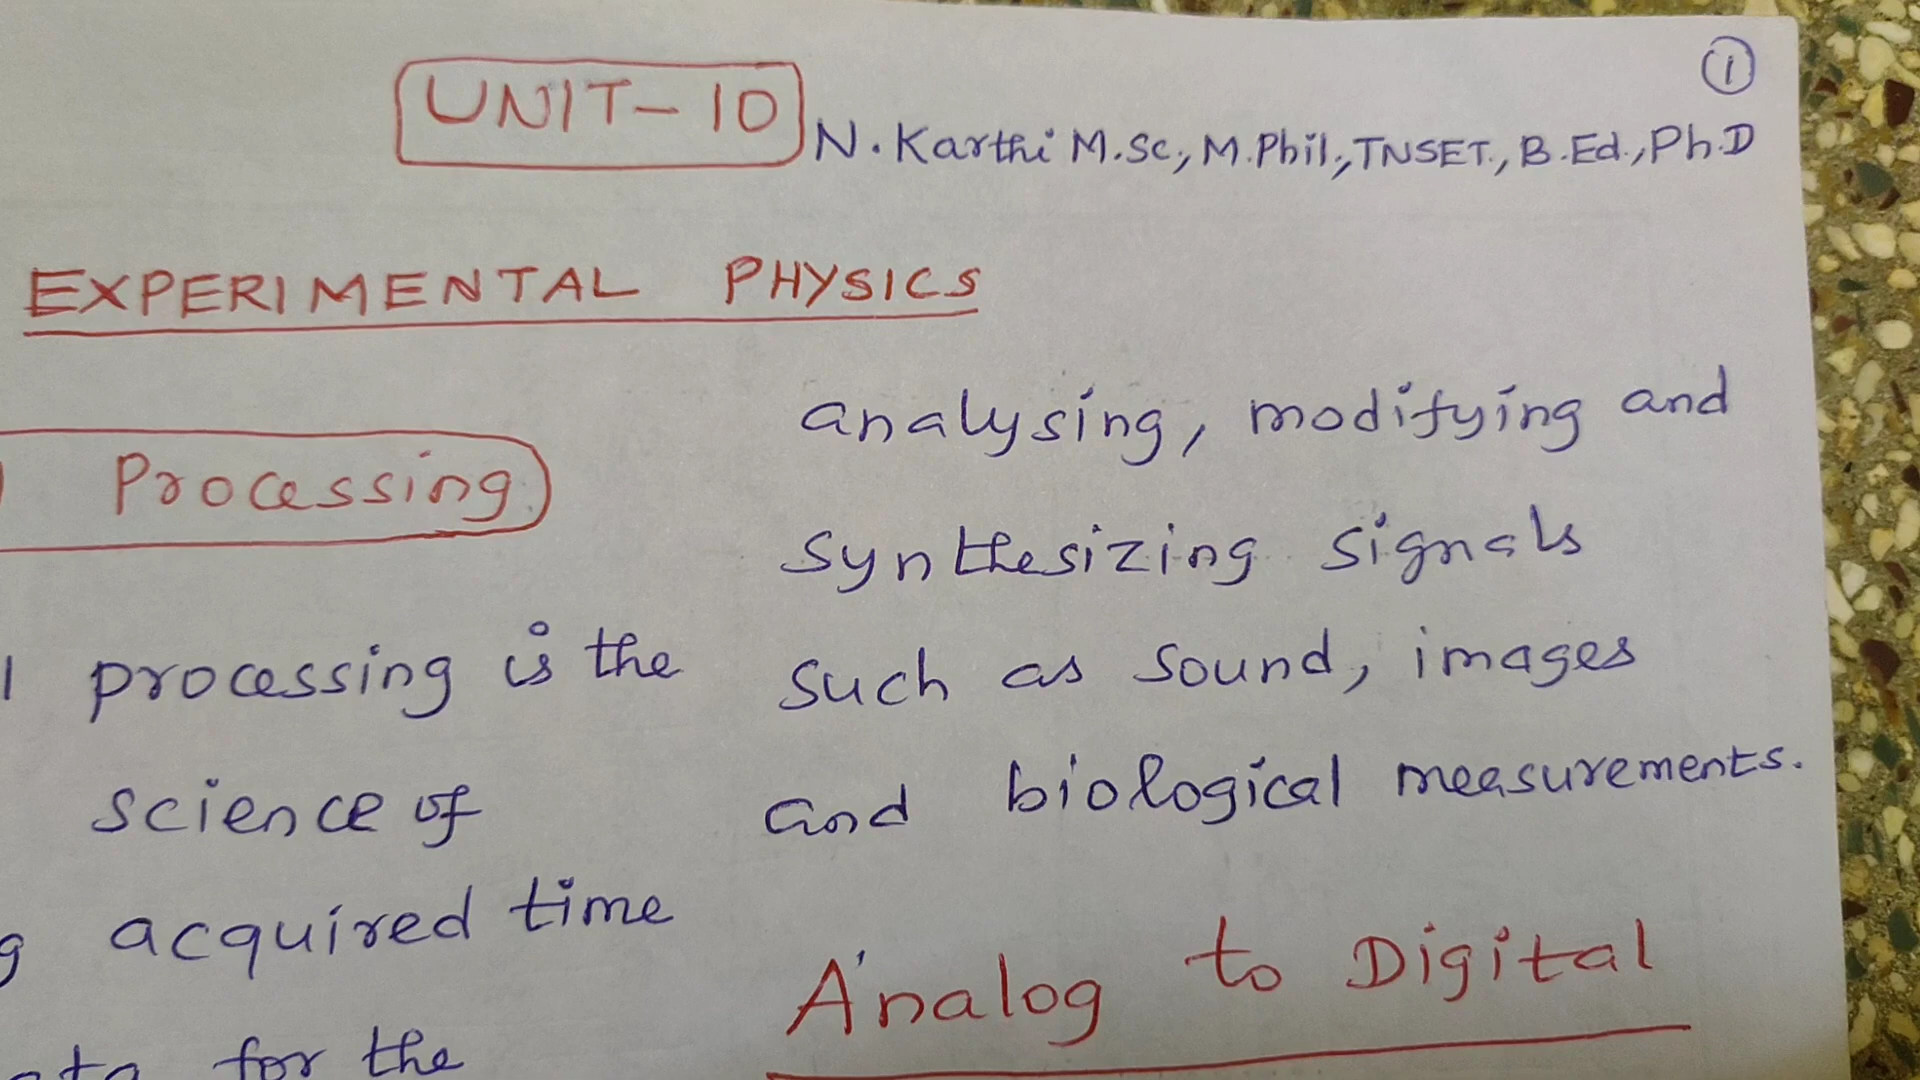 1
UNIT-10
N. Karthi M.Sc., M.Phil., TNSET., B.Ed., Ph.D
EXPERIMENTAL PHYSICS
Processing
processing is the
science of
acquired time
for the
analysing, modifying and
synthesizing signals
such as sound, images
and biological measurements.
Analog to Digital